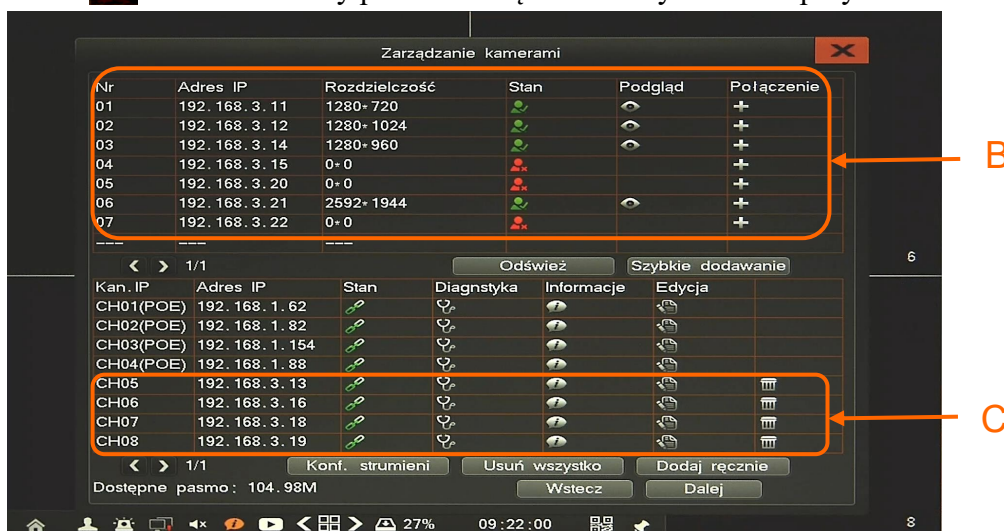 Zarządzanie kamerami
Nr Adres IP Rozdzielczość Stan Podgląd Połączenie
01 192.168.3.11 1280*720
02 192.168.3.12 1280*1024
03 192.168.3.14 1280*960
04 192.168.3.15 0*0
05 192.168.3.20 0*0
06 192.168.3.21 2592*1944
07 192.168.3.22 0*0
--- --- ---
B
1/1 Odśwież Szybkie dodawanie
6
Kan.IP Adres IP Stan Diagnstyka Informacje Edycja
CH01(POE) 192.168.1.62
CH02(POE) 192.168.1.82
CH03(POE) 192.168.1.154
CH04(POE) 192.168.1.88
CH05 192.168.3.13
CH06 192.168.3.16
CH07 192.168.3.18
CH08 192.168.3.19
C
1/1 Konf. strumieni Usuń wszystko Dodaj ręcznie
Dostępne pasmo: 104.98M Wstecz Dalej
27% 09:22:00 8